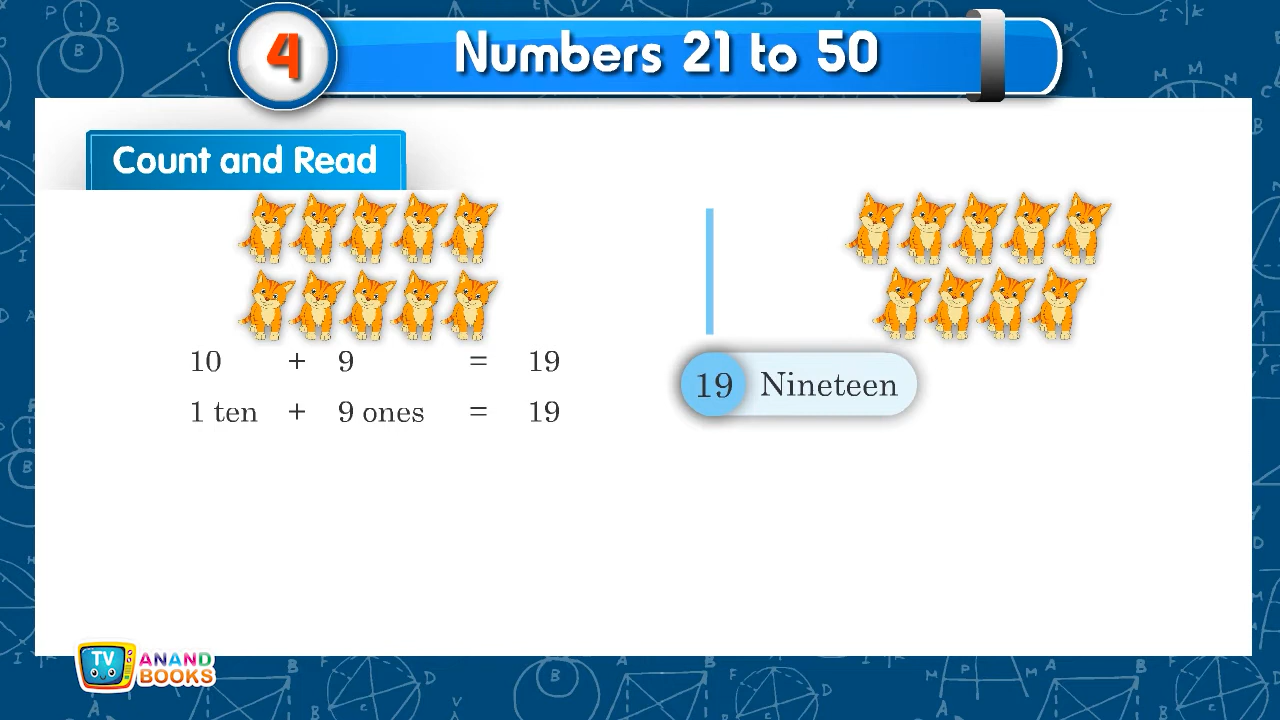 4
Numbers 21 to 50
Count and Read
10 + 9 = 19
1 ten + 9 ones = 19
19 Nineteen
TV
ANAND
BOOKS